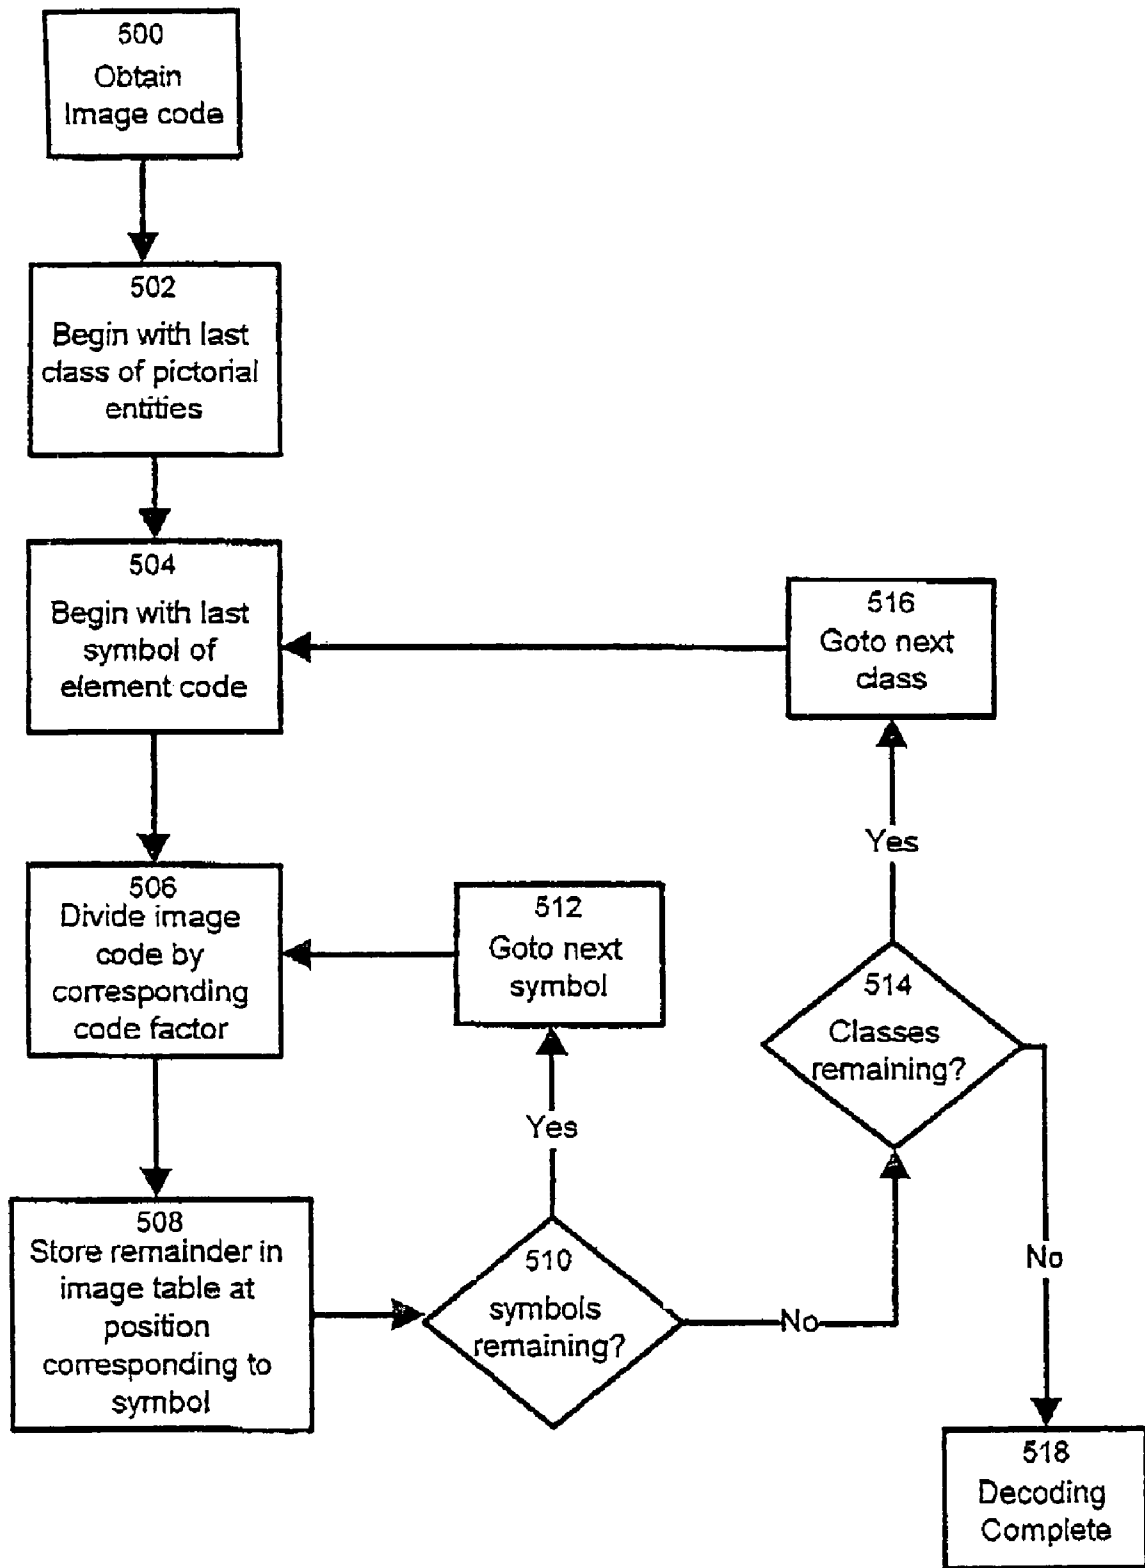 500
Obtain
Image code
502
Begin with last
class of pictorial
entities
504
Begin with last
symbol of
element code
516
Goto next
class
Yes
506
Divide image
code by
corresponding
code factor
512
Goto next
symbol
514
Classes
remaining?
Yes
508
Store remainder in
image table at
position
corresponding to
symbol
510
symbols
remaining?
No
No
518
Decoding
Complete